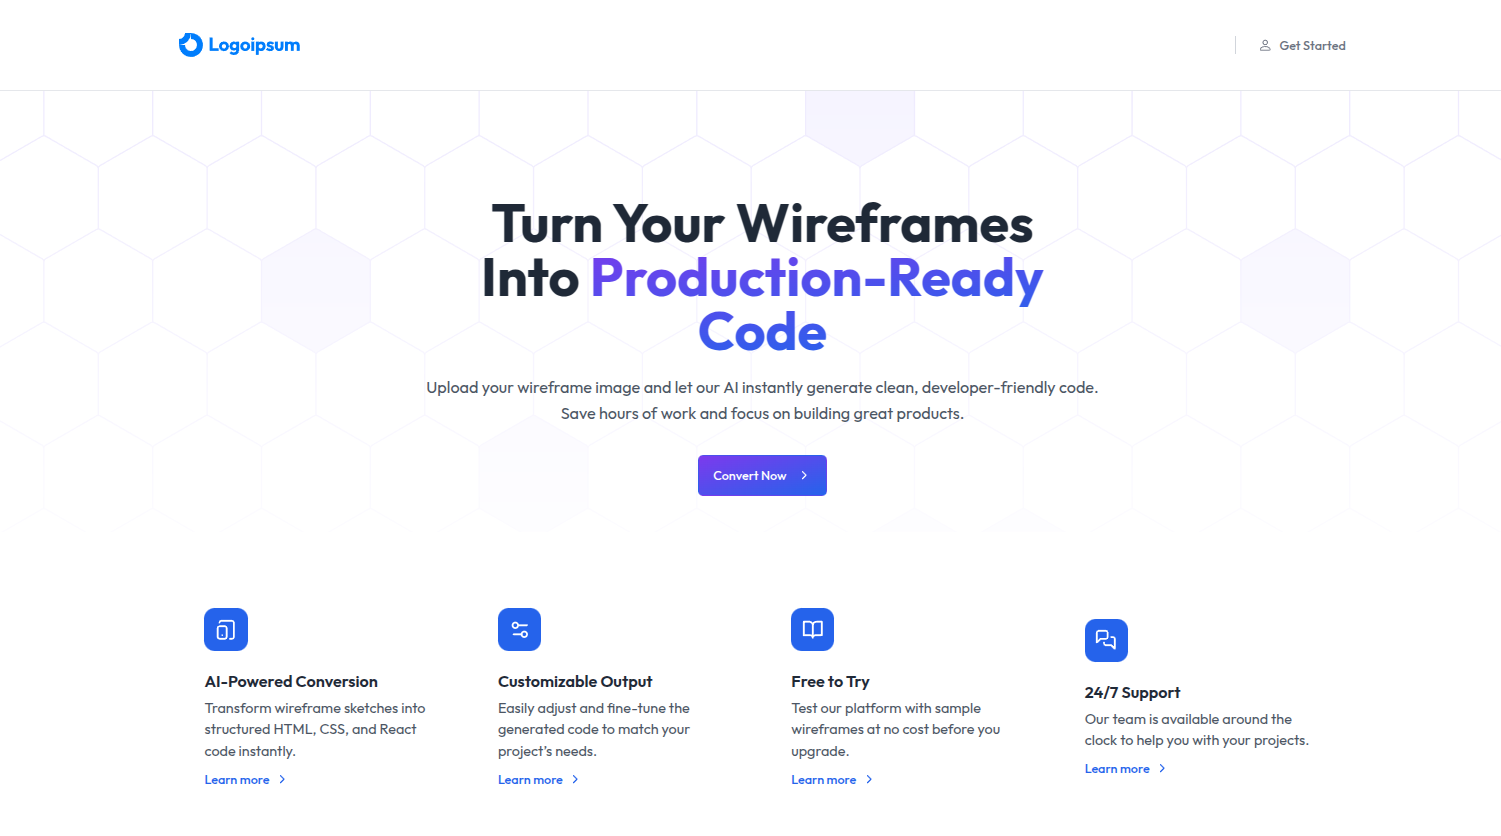 Logoipsum
Get Started
Turn Your Wireframes
Into Production-Ready
Code
Upload your wireframe image and let our AI instantly generate clean, developer-friendly code.
Save hours of work and focus on building great products.
Convert Now
AI-Powered Conversion
Transform wireframe sketches into
structured HTML, CSS, and React
code instantly.
Learn more
Customizable Output
Easily adjust and fine-tune the
generated code to match your
project's needs.
Learn more
Free to Try
Test our platform with sample
wireframes at no cost before you
upgrade.
Learn more
24/7 Support
Our team is available around the
clock to help you with your projects.
Learn more